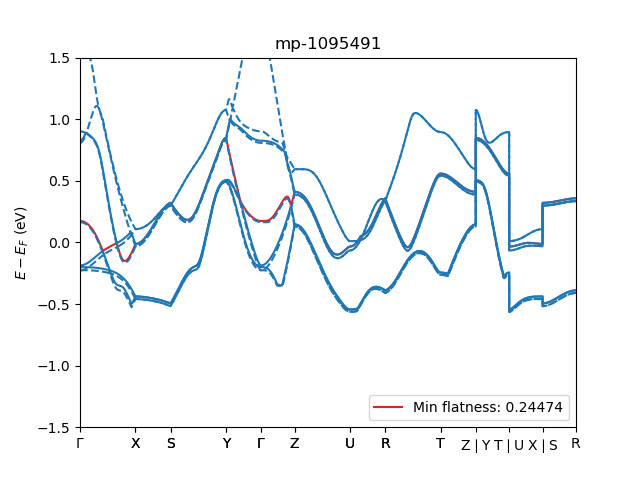 mp-1095491
E − E_F (eV)
1.5
1.0
0.5
0.0
−0.5
−1.0
−1.5
Min flatness: 0.24474
Γ X S Y Γ Z U R T Z | Y T | U X | S R